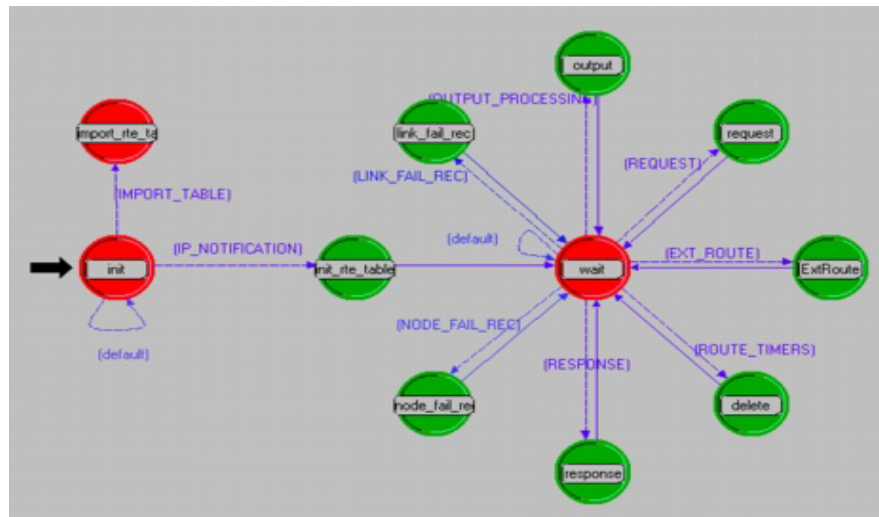 output
(OUTPUT_PROCESSING)
link_fail_rec
request
import_rte_ta
(REQUEST)
(LINK_FAIL_REC)
(IMPORT_TABLE)
(default)
(IP_NOTIFICATION)
(EXT_ROUTE)
init
init_rte_table
wait
ExtRoute
(NODE_FAIL_REC)
(default)
(RESPONSE)
(ROUTE_TIMERS)
node_fail_re
delete
response